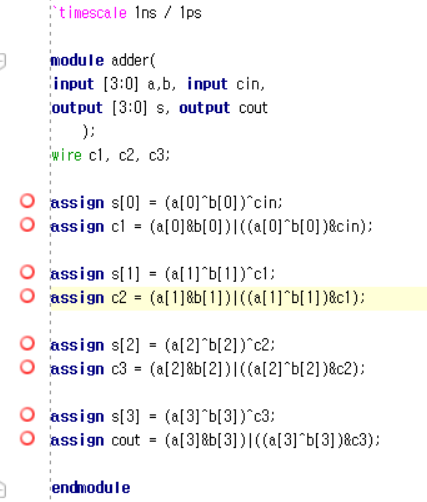 `timescale 1ns / 1ps
module adder(
input [3:0] a,b, input cin,
output [3:0] s, output cout
);
wire c1, c2, c3;
assign s[0] = (a[0]^b[0])^cin;
assign c1 = (a[0]&b[0])|((a[0]^b[0])&cin);
assign s[1] = (a[1]^b[1])^c1;
assign c2 = (a[1]&b[1])|((a[1]^b[1])&c1);
assign s[2] = (a[2]^b[2])^c2;
assign c3 = (a[2]&b[2])|((a[2]^b[2])&c2);
assign s[3] = (a[3]^b[3])^c3;
assign cout = (a[3]&b[3])|((a[3]^b[3])&c3);
endmodule